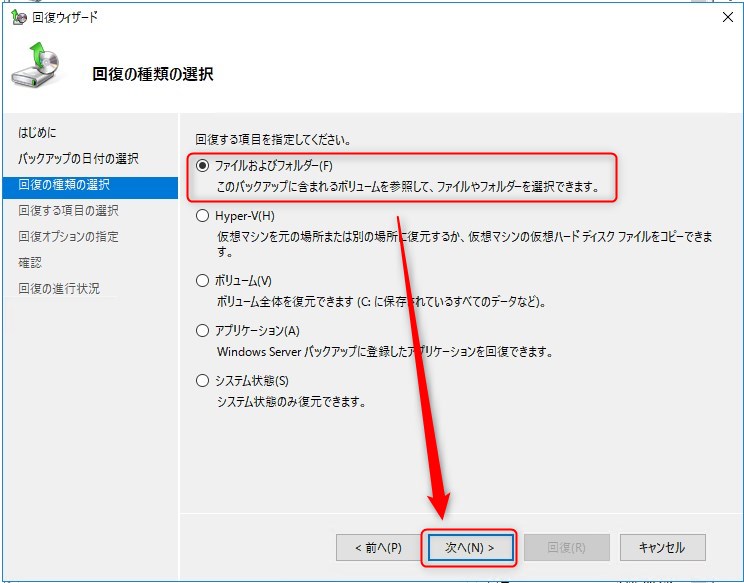 回復ウィザード
回復の種類の選択
はじめに
バックアップの日付の選択
回復の種類の選択
回復する項目の選択
回復オプションの指定
確認
回復の進行状況
回復する項目を指定してください。
ファイルおよびフォルダー(F)
このバックアップに含まれるボリュームを参照して、ファイルやフォルダーを選択できます。
Hyper-V(H)
仮想マシンを元の場所または別の場所に復元するか、仮想マシンの仮想ハード ディスク ファイルをコピーできま
す。
ボリューム(V)
ボリューム全体を復元できます (C: に保存されているすべてのデータなど)。
アプリケーション(A)
Windows Server バックアップに登録したアプリケーションを回復できます。
システム状態(S)
システム状態のみ復元できます。
< 前へ(P)
次へ(N) >
回復(R)
キャンセル